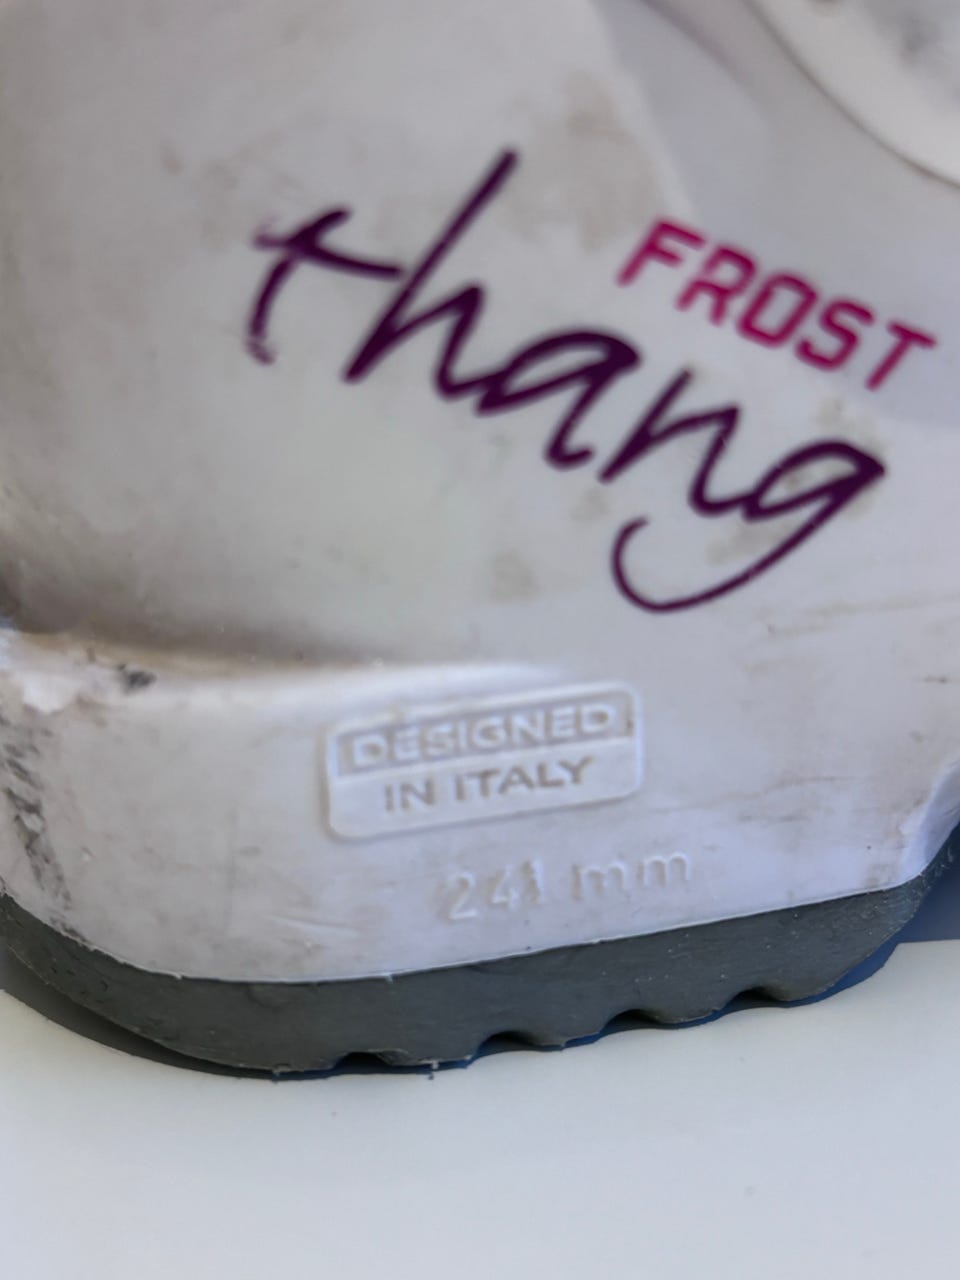 thang
FROST
DESIGNED
IN ITALY
241 mm